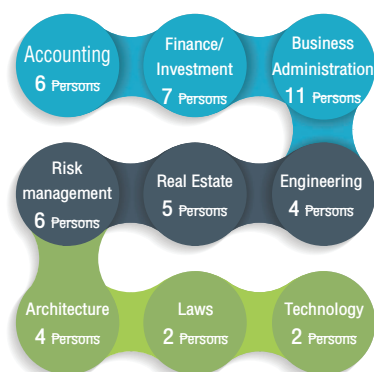 Accounting
6 Persons
Finance/
Investment
7 Persons
Business
Administration
11 Persons
Risk
management
6 Persons
Real Estate
5 Persons
Engineering
4 Persons
Architecture
4 Persons
Laws
2 Persons
Technology
2 Persons